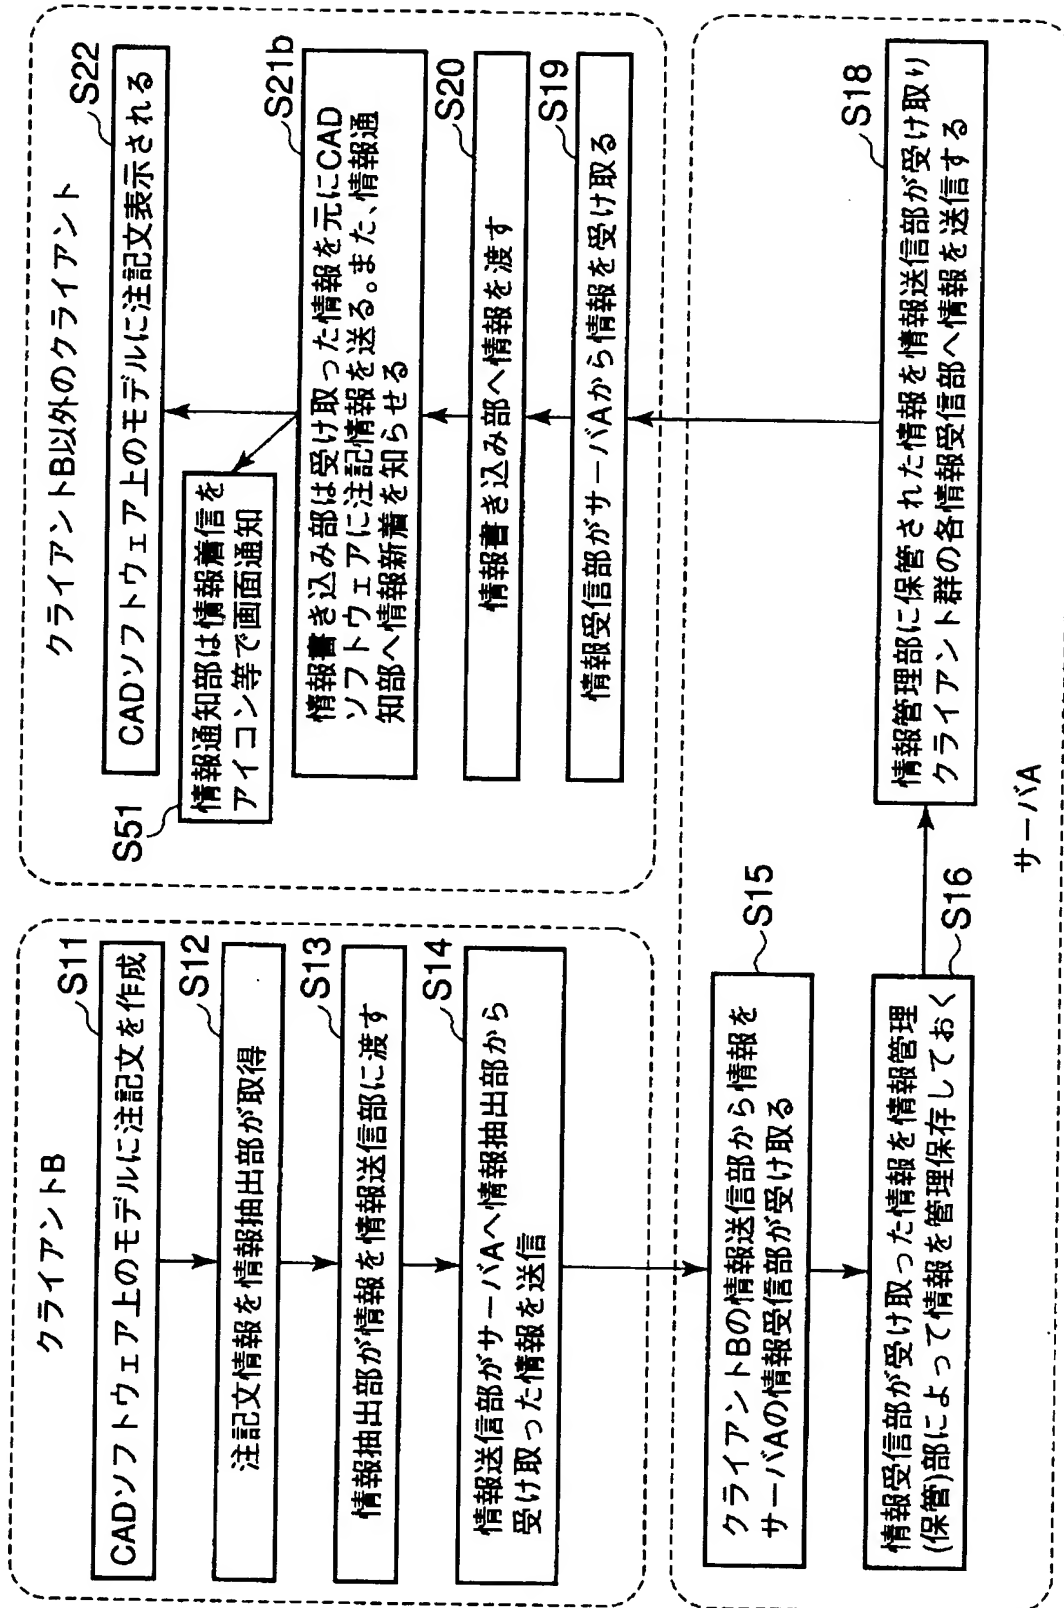 クライアントB
S11
CADソフトウェア上のモデルに注記文を作成
S12
注記文情報を情報抽出部が取得
S13
情報抽出部が情報を情報送信部に渡す
S14
情報送信部がサーバAへ情報抽出部から
受け取った情報を送信
S15
クライアントBの情報送信部から情報を
サーバAの情報受信部が受け取る
S16
情報受信部が受け取った情報を情報管理
(保管)部によって情報を管理保存しておく
サーバA
S18
情報管理部に保管された情報を情報送信部が受け取り
クライアント群の各情報受信部へ情報を送信する
クライアントB以外のクライアント
S22
CADソフトウェア上のモデルに注記文表示される
S51
情報通知部は情報着信を
アイコン等で画面通知
S21b
情報書き込み部は受け取った情報を元にCAD
ソフトウェアに注記情報を送る。また、情報通
知部へ情報新着を知らせる
S20
情報書き込み部へ情報を渡す
S19
情報受信部がサーバAから情報を受け取る